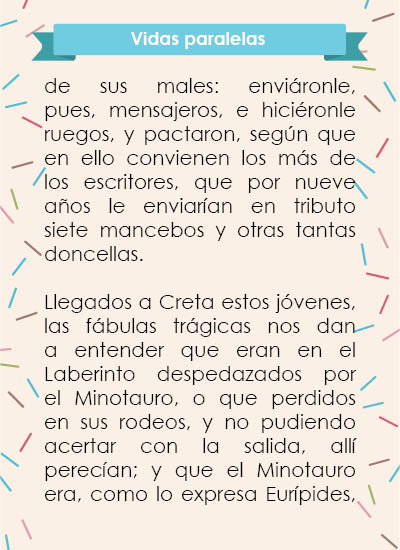 Vidas paralelas
de sus males: enviáronle,
pues, mensajeros, e hiciéronle
ruegos, y pactaron, según que
en ello convienen los más de
los escritores, que por nueve
años le enviarían en tributo
siete mancebos y otras tantas
doncellas.
Llegados a Creta estos jóvenes,
las fábulas trágicas nos dan
a entender que eran en el
Laberinto despedazados por
el Minotauro, o que perdidos
en sus rodeos, y no pudiendo
acertar con la salida, allí
perecían; y que el Minotauro
era, como lo expresa Eurípides,